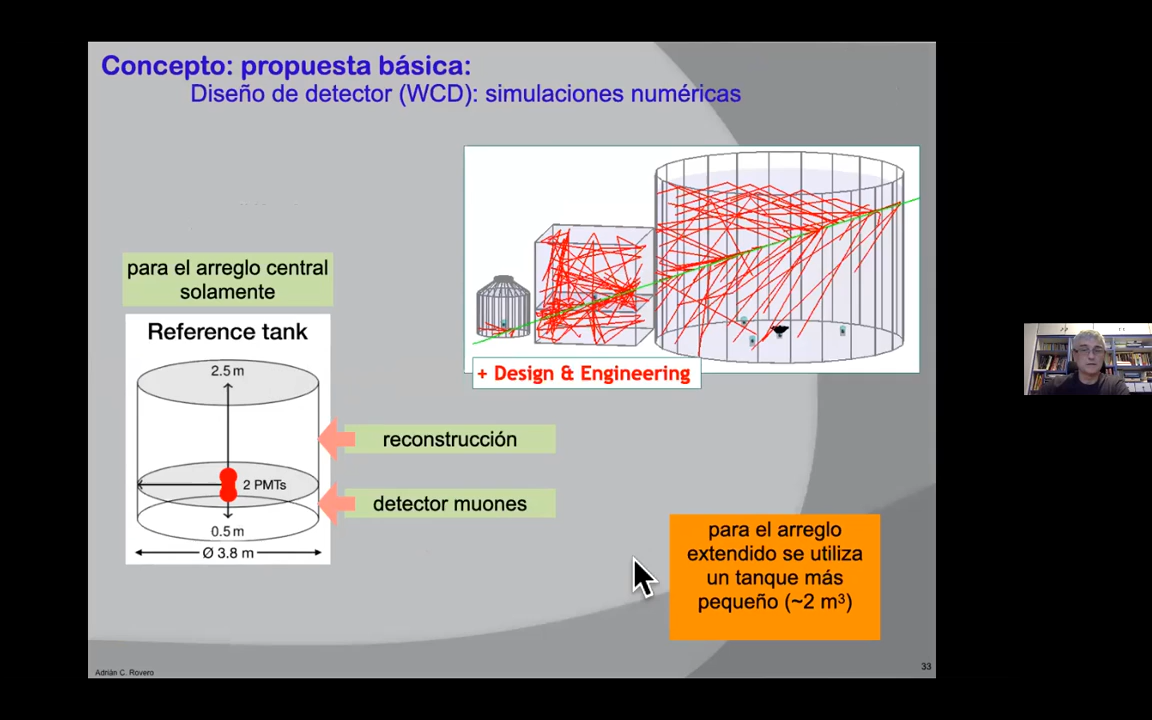 Concepto: propuesta básica:
Diseño de detector (WCD): simulaciones numéricas
para el arreglo central
solamente
Reference tank
2.5 m
2 PMTs
0.5 m
Ø 3.8 m
reconstrucción
detector muones
+ Design & Engineering
para el arreglo
extendido se utiliza
un tanque más
pequeño (~2 m³)
Adrián C. Rovero
33